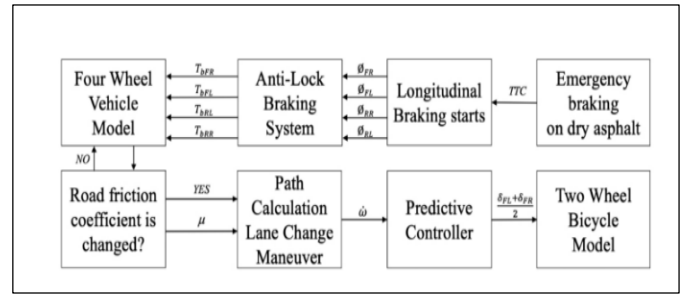 Four Wheel
Vehicle
Model
T_bFR
T_bFL
T_bRL
T_bRR
Anti-Lock
Braking
System
Ø_FR
Ø_FL
Ø_RR
Ø_RL
Longitudinal
Braking starts
TTC
Emergency
braking
on dry asphalt
NO
Road friction
coefficient is
changed?
YES
μ
Path
Calculation
Lane Change
Maneuver
ω̇
Predictive
Controller
δ_FL+δ_FR
2
Two Wheel
Bicycle
Model